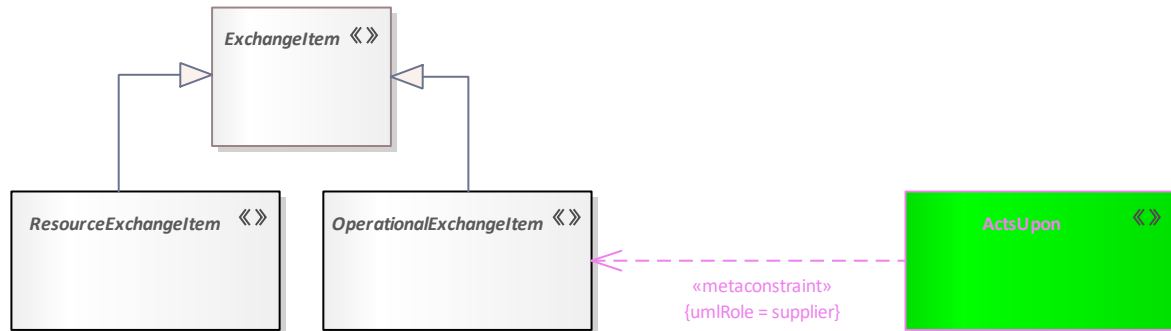 ExchangeItem «»
ResourceExchangeItem «»
OperationalExchangeItem «»
ActsUpon «»
«metaconstraint»
{umlRole = supplier}